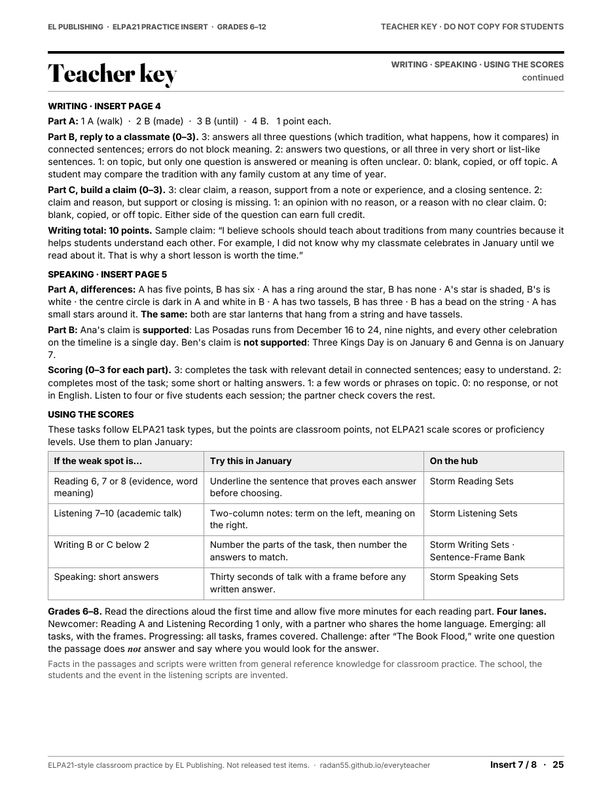 EL PUBLISHING · ELPA21 PRACTICE INSERT · GRADES 6–12
TEACHER KEY · DO NOT COPY FOR STUDENTS
Teacher key
WRITING · SPEAKING · USING THE SCORES
continued
WRITING · INSERT PAGE 4
Part A: 1 A (walk) · 2 B (made) · 3 B (until) · 4 B. 1 point each.
Part B, reply to a classmate (0–3). 3: answers all three questions (which tradition, what happens, how it compares) in
connected sentences; errors do not block meaning. 2: answers two questions, or all three in very short or list-like
sentences. 1: on topic, but only one question is answered or meaning is often unclear. 0: blank, copied, or off topic. A
student may compare the tradition with any family custom at any time of year.
Part C, build a claim (0–3). 3: clear claim, a reason, support from a note or experience, and a closing sentence. 2:
claim and reason, but support or closing is missing. 1: an opinion with no reason, or a reason with no clear claim. 0:
blank, copied, or off topic. Either side of the question can earn full credit.
Writing total: 10 points. Sample claim: “I believe schools should teach about traditions from many countries because it
helps students understand each other. For example, I did not know why my classmate celebrates in January until we
read about it. That is why a short lesson is worth the time.”
SPEAKING · INSERT PAGE 5
Part A, differences: A has five points, B has six · A has a ring around the star, B has none · A's star is shaded, B's is
white · the centre circle is dark in A and white in B · A has two tassels, B has three · B has a bead on the string · A has
small stars around it. The same: both are star lanterns that hang from a string and have tassels.
Part B: Ana's claim is supported: Las Posadas runs from December 16 to 24, nine nights, and every other celebration
on the timeline is a single day. Ben's claim is not supported: Three Kings Day is on January 6 and Genna is on January
7.
Scoring (0–3 for each part). 3: completes the task with relevant detail in connected sentences; easy to understand. 2:
completes most of the task; some short or halting answers. 1: a few words or phrases on topic. 0: no response, or not
in English. Listen to four or five students each session; the partner check covers the rest.
USING THE SCORES
These tasks follow ELPA21 task types, but the points are classroom points, not ELPA21 scale scores or proficiency
levels. Use them to plan January:
If the weak spot is…
Try this in January
On the hub
Reading 6, 7 or 8 (evidence, word
meaning)
Underline the sentence that proves each answer
before choosing.
Storm Reading Sets
Listening 7–10 (academic talk)
Two-column notes: term on the left, meaning on
the right.
Storm Listening Sets
Writing B or C below 2
Number the parts of the task, then number the
answers to match.
Storm Writing Sets ·
Sentence-Frame Bank
Speaking: short answers
Thirty seconds of talk with a frame before any
written answer.
Storm Speaking Sets
Grades 6–8. Read the directions aloud the first time and allow five more minutes for each reading part. Four lanes.
Newcomer: Reading A and Listening Recording 1 only, with a partner who shares the home language. Emerging: all
tasks, with the frames. Progressing: all tasks, frames covered. Challenge: after “The Book Flood,” write one question
the passage does not answer and say where you would look for the answer.
Facts in the passages and scripts were written from general reference knowledge for classroom practice. The school, the
students and the event in the listening scripts are invented.
ELPA21-style classroom practice by EL Publishing. Not released test items. · radan55.github.io/everyteacher
Insert 7 / 8 · 25